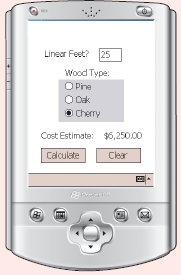 Linear Feet? 25
Wood Type:
Pine
Oak
Cherry
Cost Estimate: $6,250.00
Calculate Clear